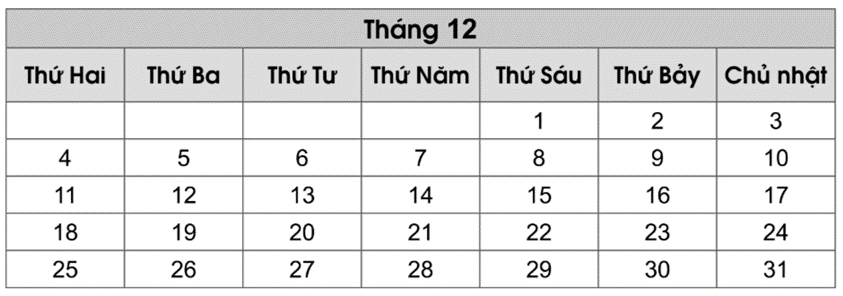 Tháng 12
Thứ Hai Thứ Ba Thứ Tư Thứ Năm Thứ Sáu Thứ Bảy Chủ nhật
1 2 3
4 5 6 7 8 9 10
11 12 13 14 15 16 17
18 19 20 21 22 23 24
25 26 27 28 29 30 31